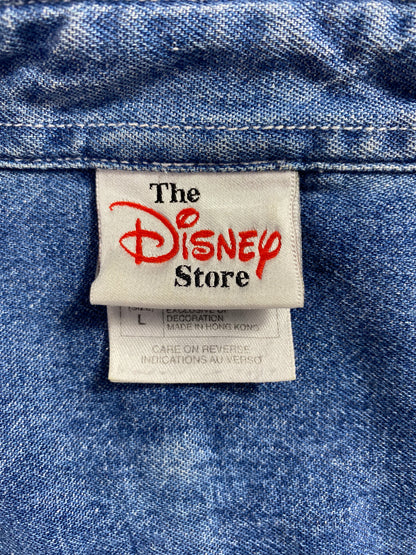 The
Disney
Store
L
EXCLUSIVE OF
DECORATION
MADE IN HONG KONG
CARE ON REVERSE
INDICATIONS AU VERSO